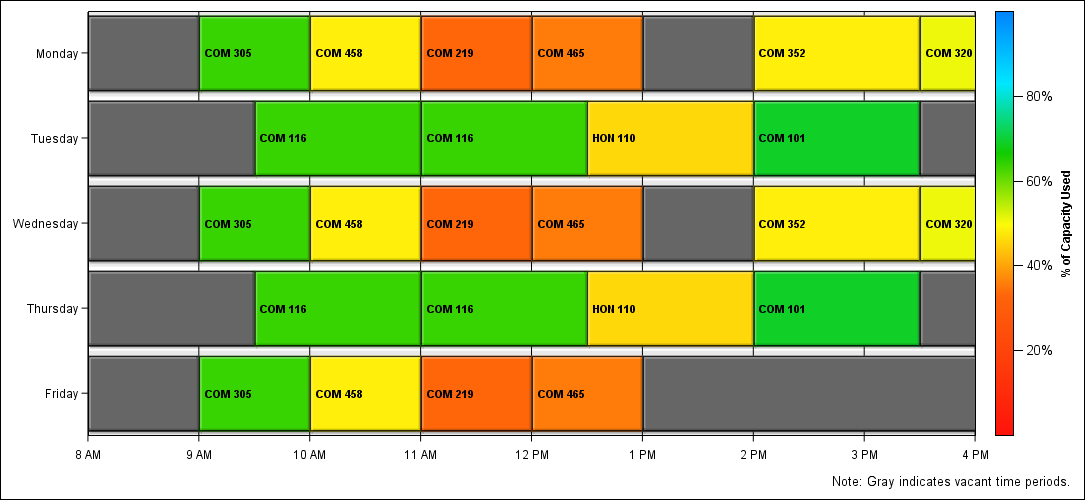 Monday COM 305 COM 458 COM 219 COM 465 COM 352 COM 320
80%
Tuesday COM 116 COM 116 HON 110 COM 101
60%
Wednesday COM 305 COM 458 COM 219 COM 465 COM 352 COM 320
% of Capacity Used
40%
Thursday COM 116 COM 116 HON 110 COM 101
20%
Friday COM 305 COM 458 COM 219 COM 465
8 AM 9 AM 10 AM 11 AM 12 PM 1 PM 2 PM 3 PM 4 PM
Note: Gray indicates vacant time periods.